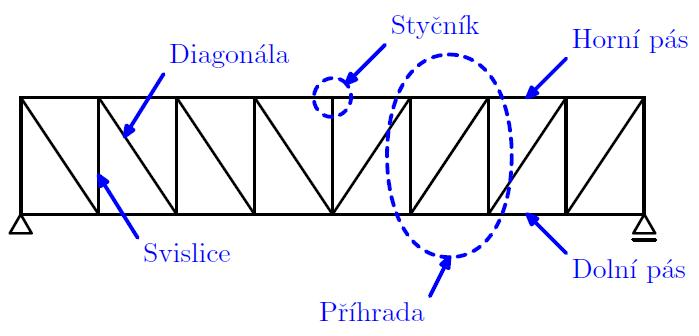 Styčník
Horní pás
Diagonála
Svislice
Dolní pás
Příhrada